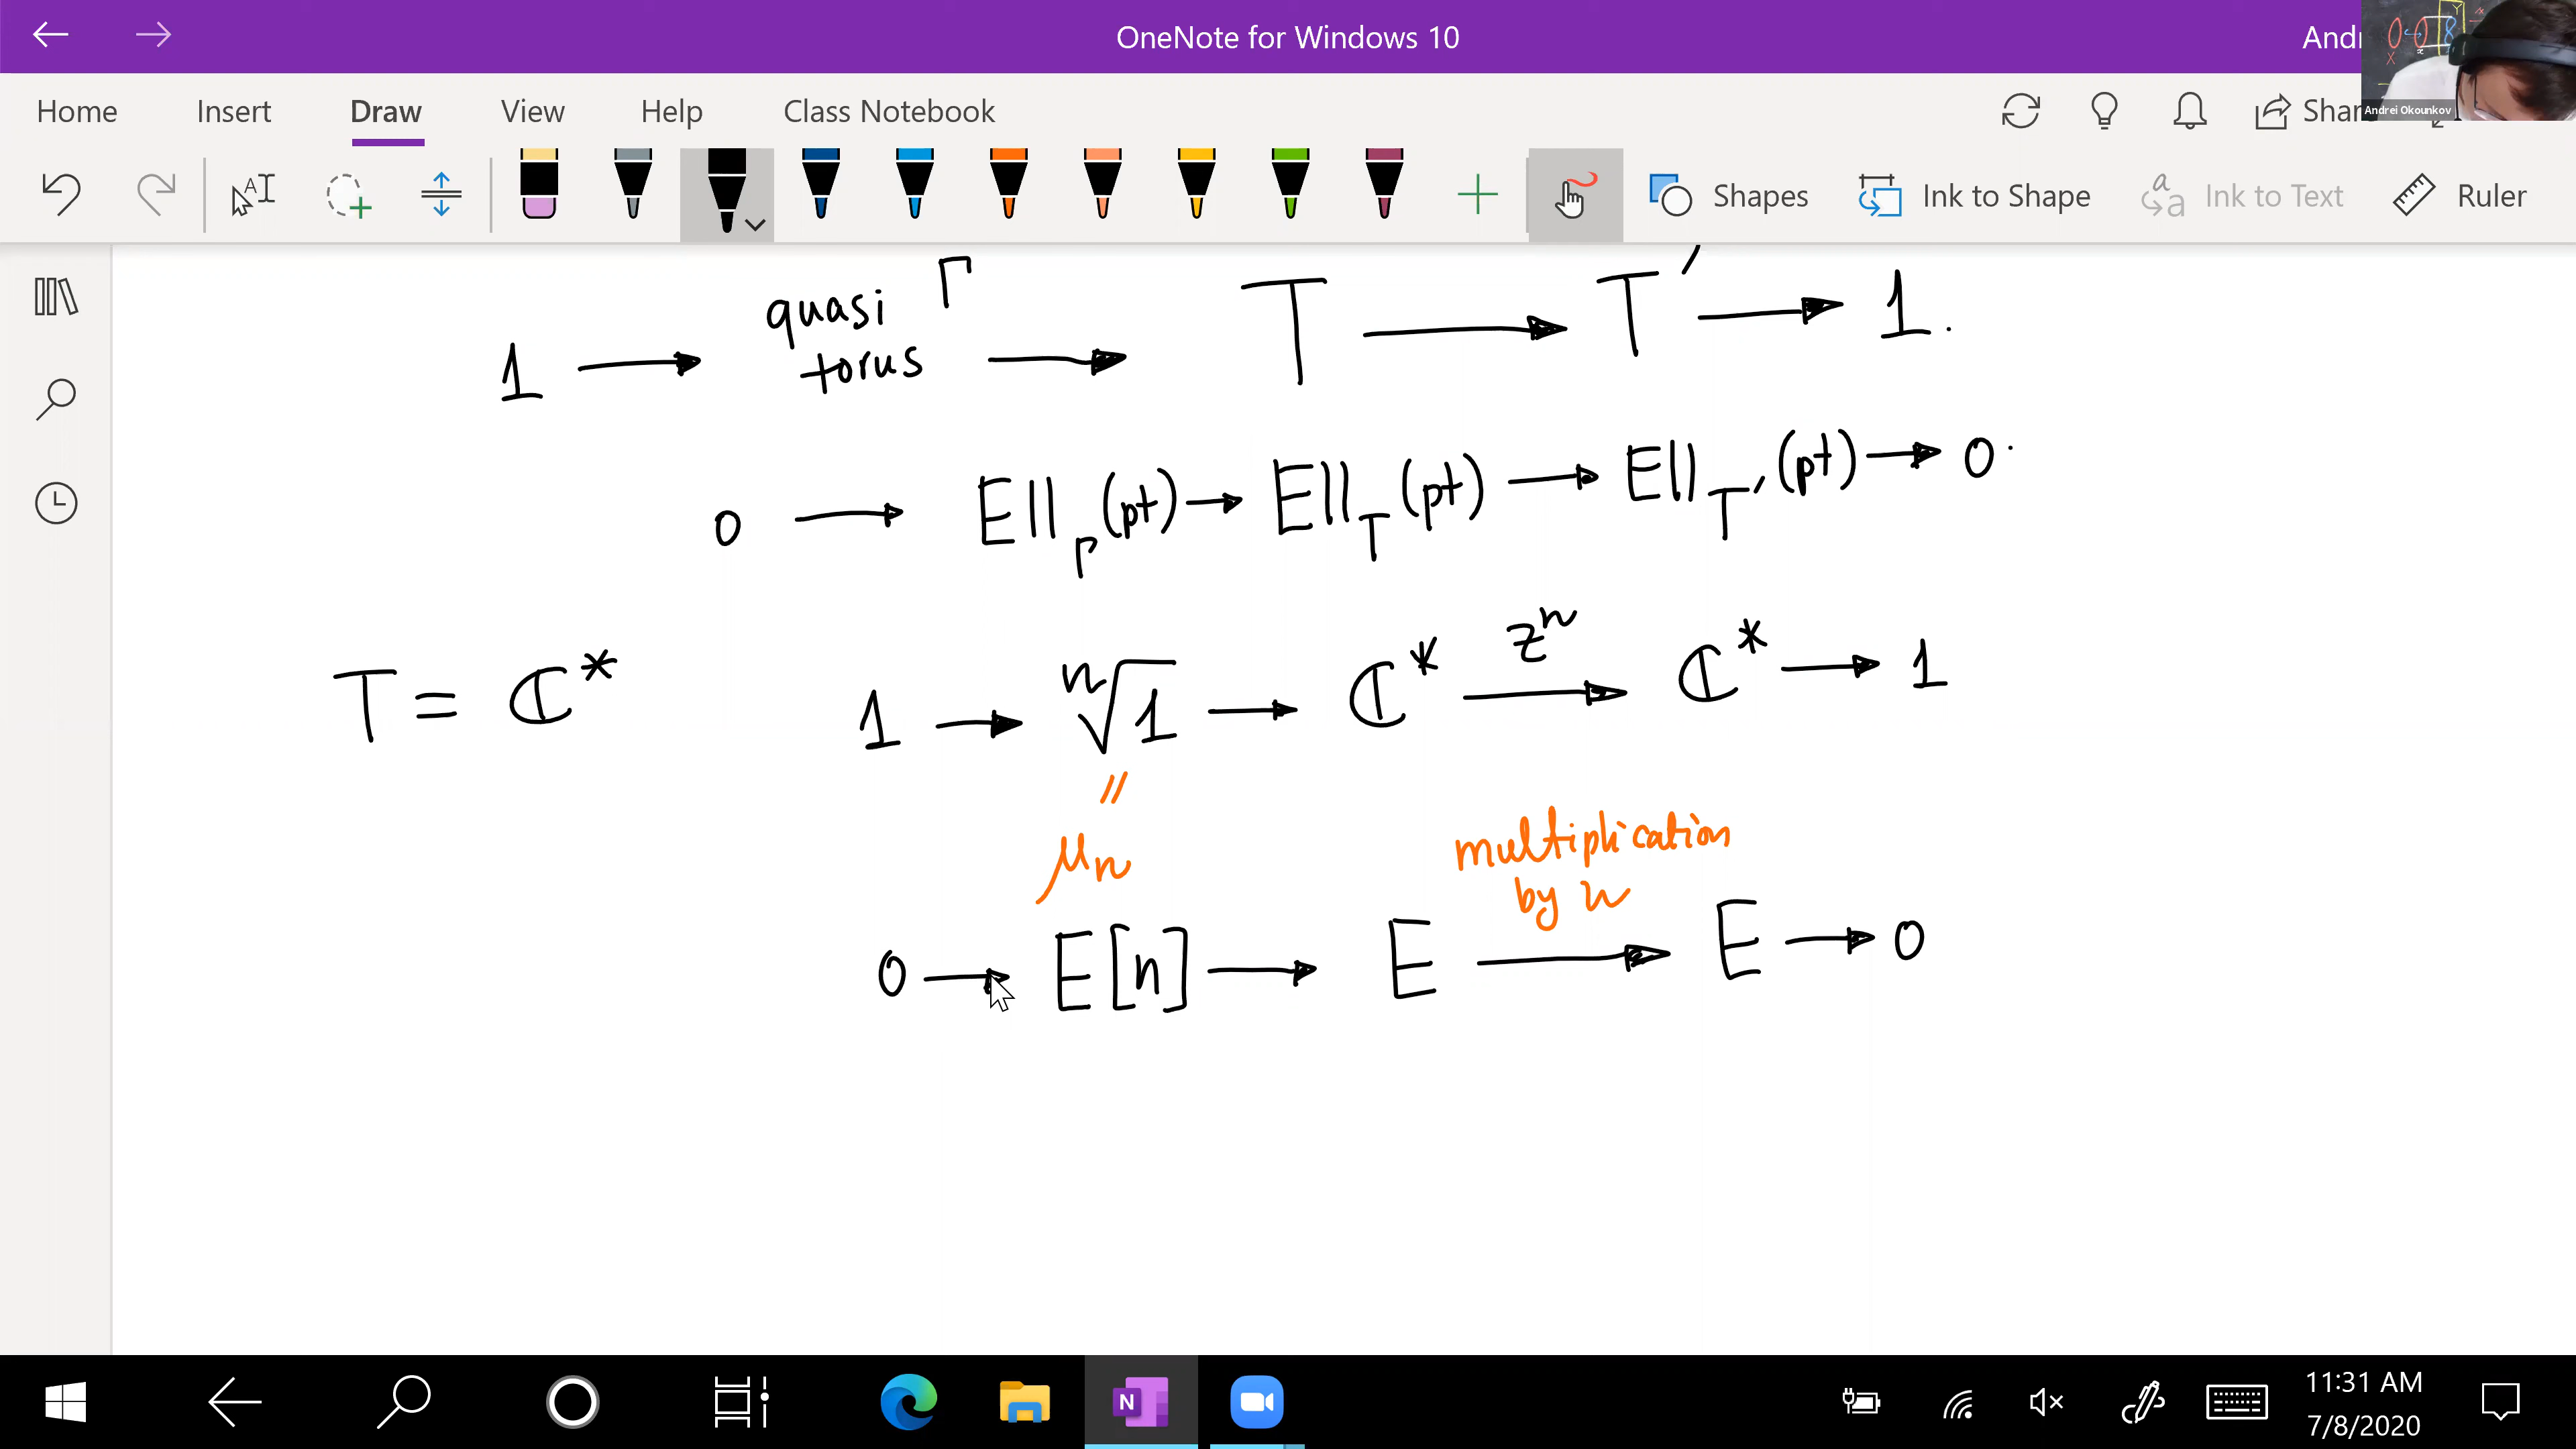 OneNote for Windows 10
Andr
Andrei Okounkov
Home Insert Draw View Help Class Notebook Shar
Shapes Ink to Shape Ink to Text Ruler
1 → quasi torus Γ → T → T′ → 1.
0 → Ell_Γ(pt) → Ell_T(pt) → Ell_T′(pt) → 0.
T = ℂ* 1 → ⁿ√1 → ℂ* zⁿ → ℂ* → 1
=
μn multiplication
by n
0 → E[n] → E → E → 0
11:31 AM
7/8/2020